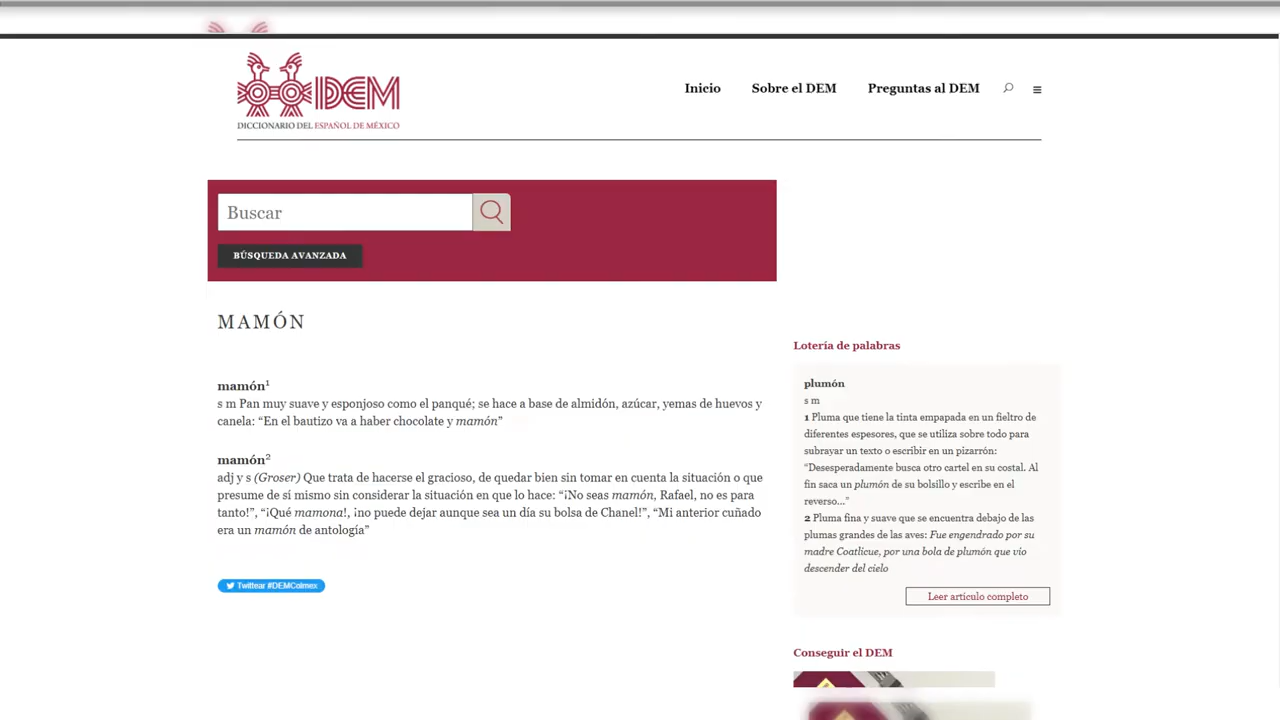 DEM
DICCIONARIO DEL ESPAÑOL DE MÉXICO
Inicio
Sobre el DEM
Preguntas al DEM
Buscar
BÚSQUEDA AVANZADA
MAMÓN
mamón¹
s m Pan muy suave y esponjoso como el panqué; se hace a base de almidón, azúcar, yemas de huevos y
canela: “En el bautizo va a haber chocolate y mamón”
mamón²
adj y s (Groser) Que trata de hacerse el gracioso, de quedar bien sin tomar en cuenta la situación o que
presume de sí mismo sin considerar la situación en que lo hace: “¡No seas mamón, Rafael, no es para
tanto!”, “¡Qué mamona!, ¡no puede dejar aunque sea un día su bolsa de Chanel!”, “Mi anterior cuñado
era un mamón de antología”
Twittear #DEMColmex
Lotería de palabras
plumón
s m
1 Pluma que tiene la tinta empapada en un fieltro de
diferentes espesores, que se utiliza sobre todo para
subrayar un texto o escribir en un pizarrón:
“Desesperadamente busca otro cartel en su costal. Al
fin saca un plumón de su bolsillo y escribe en el
reverso...”
2 Pluma fina y suave que se encuentra debajo de las
plumas grandes de las aves: Fue engendrado por su
madre Coatlicue, por una bola de plumón que vio
descender del cielo
Leer artículo completo
Conseguir el DEM